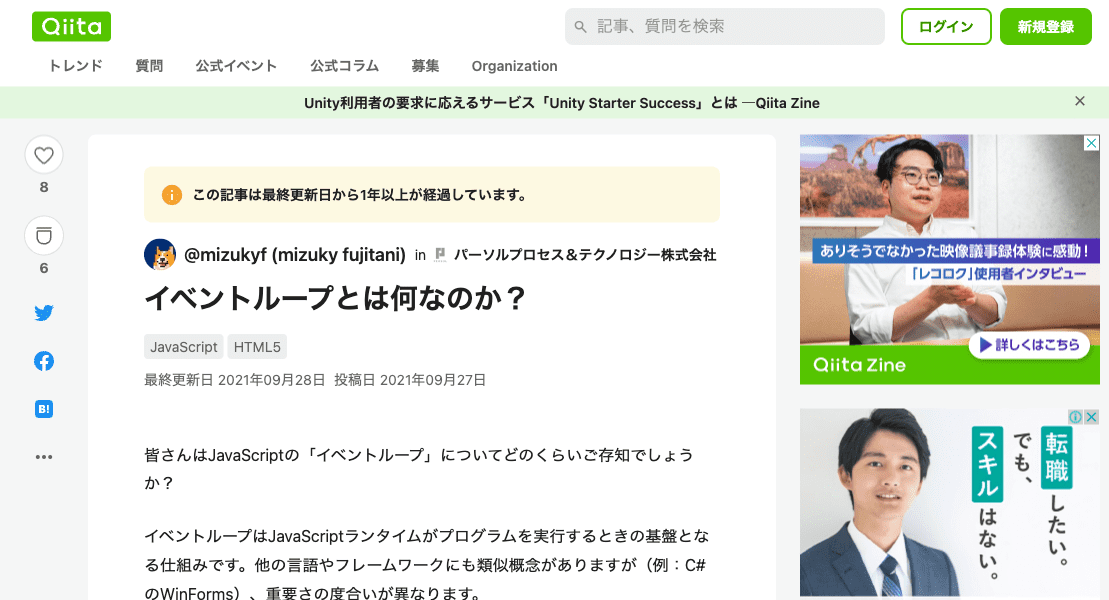 Qiita
記事、質問を検索
ログイン
新規登録
トレンド
質問
公式イベント
公式コラム
募集
Organization
Unity利用者の要求に応えるサービス「Unity Starter Success」とは ―Qiita Zine
8
6
B!
この記事は最終更新日から1年以上が経過しています。
@mizukyf (mizuky fujitani) in パーソルプロセス＆テクノロジー株式会社
イベントループとは何なのか？
JavaScript
HTML5
最終更新日 2021年09月28日 投稿日 2021年09月27日
皆さんはJavaScriptの「イベントループ」についてどのくらいご存知でしょう
か？
イベントループはJavaScriptランタイムがプログラムを実行するときの基盤とな
る仕組みです。他の言語やフレームワークにも類似概念がありますが（例：C#
のWinForms）、重要さの度合いが異なります。
ありそうでなかった映像議事録体験に感動！
「レコログ」使用者インタビュー
▶詳しくはこちら
Qiita Zine
転職したい。
でも、
スキルはない。